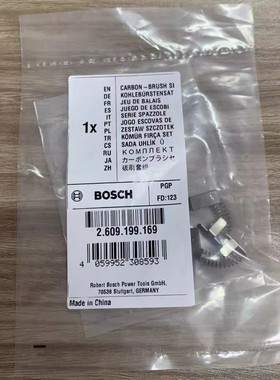 1x
EN CARBON-BRUSH SE
DE KOHLEBÜRSTENSAT
FR JEU DE BALAIS
ES JUEGO DE ESCOBI
IT SERIE SPAZZOLE
PT JOGO ESCOVAS DE
PL ZESTAW SZCZOTEK
TR KÖMÜR FIRÇA SET
CS SADA UHLÍK Ů
RU КОМПЛЕКТ
JA カーボンブラシセ
ZH 碳刷套组
BOSCH
PGP
FD:123
2.609.199.169
4 059952 308593
Robert Bosch Power Tools GmbH.
70538 Stuttgart, GERMANY
Made in China